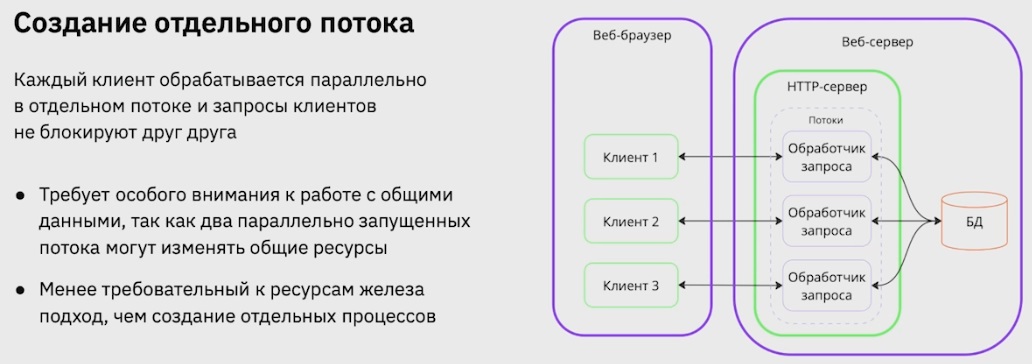 Создание отдельного потока
Каждый клиент обрабатывается параллельно
в отдельном потоке и запросы клиентов
не блокируют друг друга
● Требует особого внимания к работе с общими
данными, так как два параллельно запущенных
потока могут изменять общие ресурсы
● Менее требовательный к ресурсам железа
подход, чем создание отдельных процессов
Веб-браузер
Клиент 1
Клиент 2
Клиент 3
Веб-сервер
HTTP-сервер
Потоки
Обработчик
запроса
Обработчик
запроса
Обработчик
запроса
БД